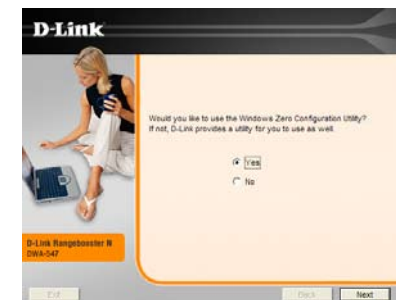 D-Link
Would you like to use the Windows Zero Configuration Utility?
If not, D-Link provides a utility for you to use as well.
Yes
No
D-Link Rangebooster N
DWA-547
Exit
Back
Next